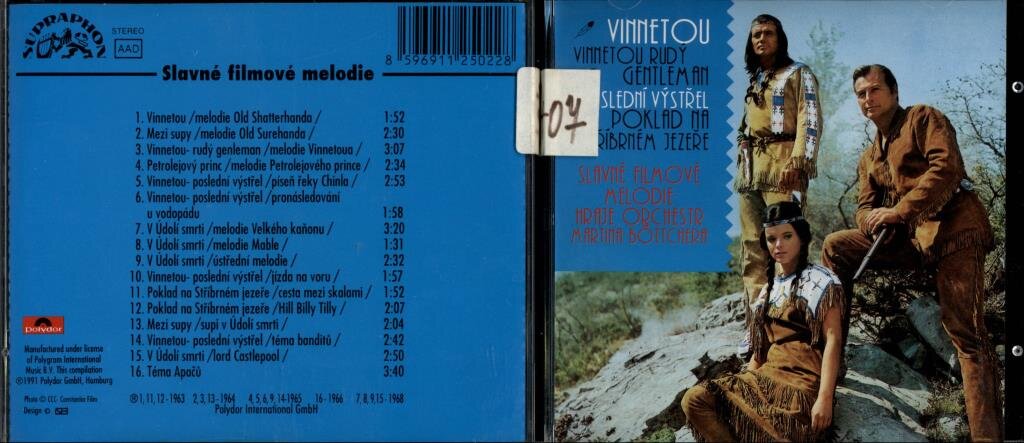 SUPRAPHON
STEREO
AAD
8 596911 250228
Slavné filmové melodie
1. Vinnetou /melodie Old Shatterhanda / 1:52
2. Mezi supy /melodie Old Surehanda / 2:30
3. Vinnetou- rudý genleman /melodie Vinnetoua / 3:07
4. Petrolejový princ /melodie Petrolejového prince / 2:34
5. Vinnetou- poslední výstřel /píseň řeky Chinla / 2:53
6. Vinnetou- poslední výstřel /pronásledování
u vodopádu 1:58
7. V Údolí smrti /melodie Velkého kaňonu / 3:20
8. V Údolí smrti /melodie Mable / 1:31
9. V Údolí smrti /ústřední melodie / 2:32
10. Vinnetou- poslední výstřel /jízda na voru / 1:57
11. Poklad na Stříbrném jezeře /cesta mezi skalami / 1:52
12. Poklad na Stříbrném jezeře /Hill Billy Tilly / 2:07
13. Mezi supy /supi v Údolí smrti / 2:04
14. Vinnetou- poslední výstřel /téma banditů / 2:42
15. V Údolí smrti /lord Castlepool / 2:50
16. Téma Apačů 3:40
polydor
Manufactured under license
of Polygram International
Music B.V. This compilation
℗1991 Polydor GmbH, Hamburg
Photo © CCC- Constantin Film
Design ©
℗ 1, 11, 12 -1963 2, 3, 13 - 1964 4, 5, 6, 9, 14-1965 16 - 1966 7, 8, 9, 15 - 1968
Polydor International GmbH
VINNETOU
VINNETOU RUDÝ
GENTLEMAN
SLEDNÍ VÝSTŘEL
POKLAD NA
ŘÍBRNÉM JEZEŘE
SLAVNÉ FILMOVÉ
MELODIE
HRAJE ORCHESTR
MARTINA BÖTTCHERA
-07